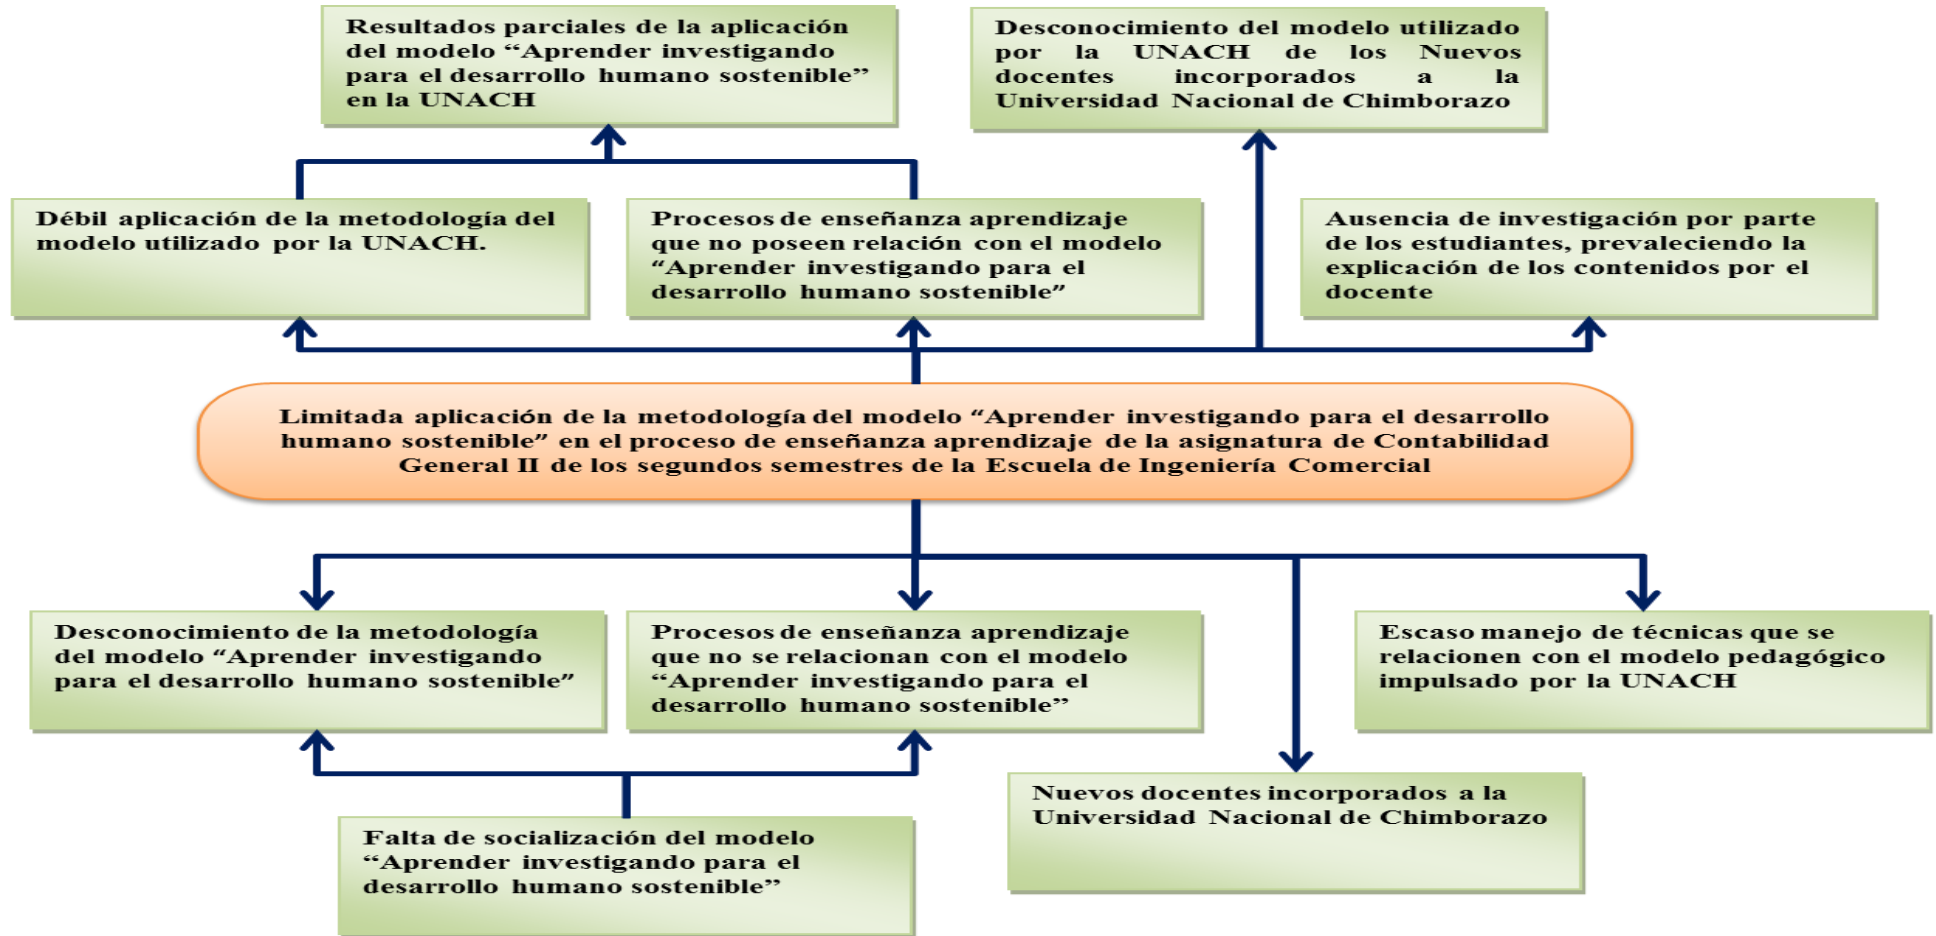 Resultados parciales de la aplicación
del modelo “Aprender investigando
para el desarrollo humano sostenible”
en la UNACH
Desconocimiento del modelo utilizado
por la UNACH de los Nuevos
docentes incorporados a la
Universidad Nacional de Chimborazo
Débil aplicación de la metodología del
modelo utilizado por la UNACH.
Procesos de enseñanza aprendizaje
que no poseen relación con el modelo
“Aprender investigando para el
desarrollo humano sostenible”
Ausencia de investigación por parte
de los estudiantes, prevaleciendo la
explicación de los contenidos por el
docente
Limitada aplicación de la metodología del modelo “Aprender investigando para el desarrollo
humano sostenible” en el proceso de enseñanza aprendizaje de la asignatura de Contabilidad
General II de los segundos semestres de la Escuela de Ingeniería Comercial
Desconocimiento de la metodología
del modelo “Aprender investigando
para el desarrollo humano sostenible”
Procesos de enseñanza aprendizaje
que no se relacionan con el modelo
“Aprender investigando para el
desarrollo humano sostenible”
Escaso manejo de técnicas que se
relacionen con el modelo pedagógico
impulsado por la UNACH
Nuevos docentes incorporados a la
Universidad Nacional de Chimborazo
Falta de socialización del modelo
“Aprender investigando para el
desarrollo humano sostenible”